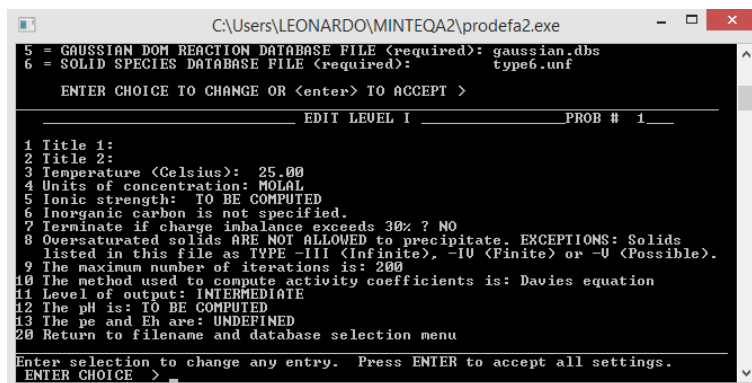 C:\Users\LEONARDO\MINTEQA2\prodefa2.exe
5 = GAUSSIAN DOM REACTION DATABASE FILE (required): gaussian.dbs
6 = SOLID SPECIES DATABASE FILE (required): type6.unf
ENTER CHOICE TO CHANGE OR <enter> TO ACCEPT >
EDIT LEVEL I PROB # 1
1 Title 1:
2 Title 2:
3 Temperature (Celsius): 25.00
4 Units of concentration: MOLAL
5 Ionic strength: TO BE COMPUTED
6 Inorganic carbon is not specified.
7 Terminate if charge imbalance exceeds 30% ? NO
8 Oversaturated solids ARE NOT ALLOWED to precipitate. EXCEPTIONS: Solids
listed in this file as TYPE -III (Infinite), -IV (Finite) or -V (Possible).
9 The maximum number of iterations is: 200
10 The method used to compute activity coefficients is: Davies equation
11 Level of output: INTERMEDIATE
12 The pH is: TO BE COMPUTED
13 The pe and Eh are: UNDEFINED
20 Return to filename and database selection menu
Enter selection to change any entry. Press ENTER to accept all settings.
ENTER CHOICE > _